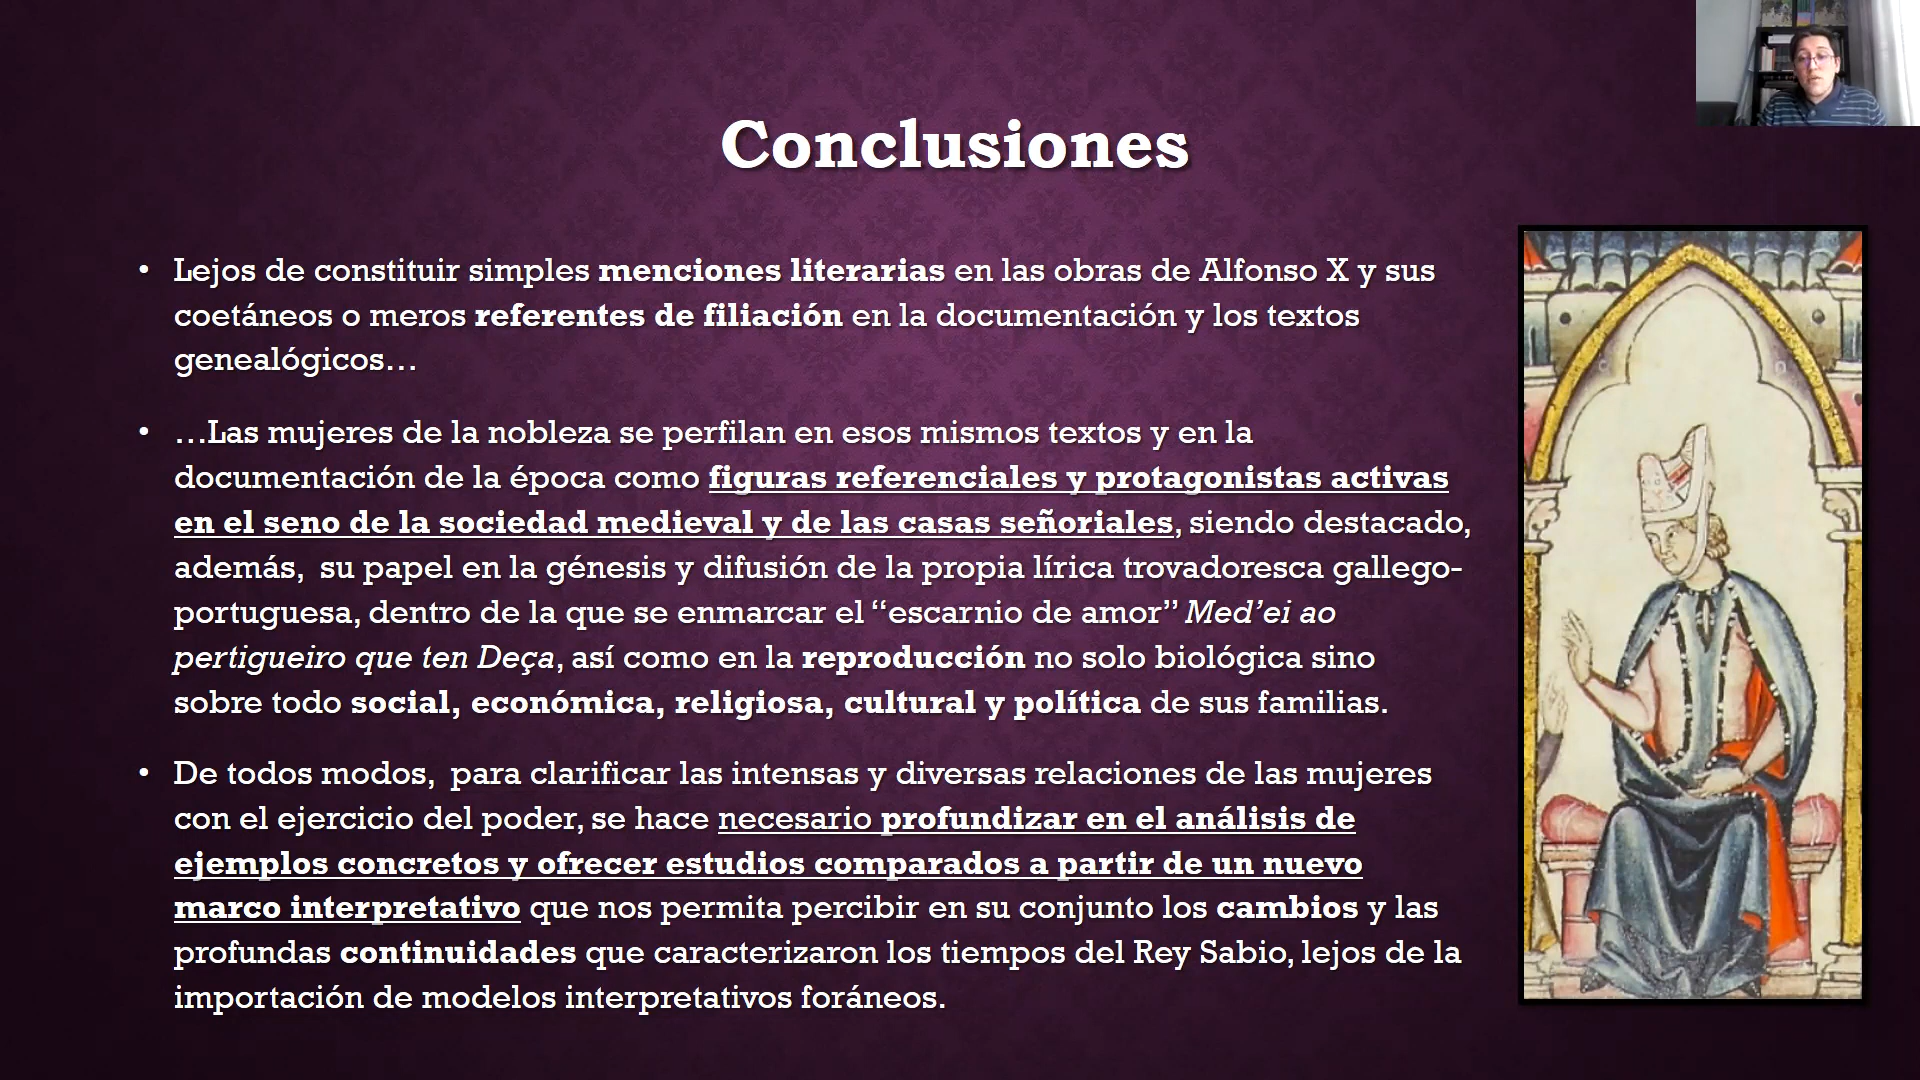 Conclusiones
• Lejos de constituir simples menciones literarias en las obras de Alfonso X y sus
coetáneos o meros referentes de filiación en la documentación y los textos
genealógicos…
• …Las mujeres de la nobleza se perfilan en esos mismos textos y en la
documentación de la época como figuras referenciales y protagonistas activas
en el seno de la sociedad medieval y de las casas señoriales, siendo destacado,
además, su papel en la génesis y difusión de la propia lírica trovadoresca gallego-
portuguesa, dentro de la que se enmarcar el “escarnio de amor” Med’ei ao
pertigueiro que ten Deça, así como en la reproducción no solo biológica sino
sobre todo social, económica, religiosa, cultural y política de sus familias.
• De todos modos, para clarificar las intensas y diversas relaciones de las mujeres
con el ejercicio del poder, se hace necesario profundizar en el análisis de
ejemplos concretos y ofrecer estudios comparados a partir de un nuevo
marco interpretativo que nos permita percibir en su conjunto los cambios y las
profundas continuidades que caracterizaron los tiempos del Rey Sabio, lejos de la
importación de modelos interpretativos foráneos.